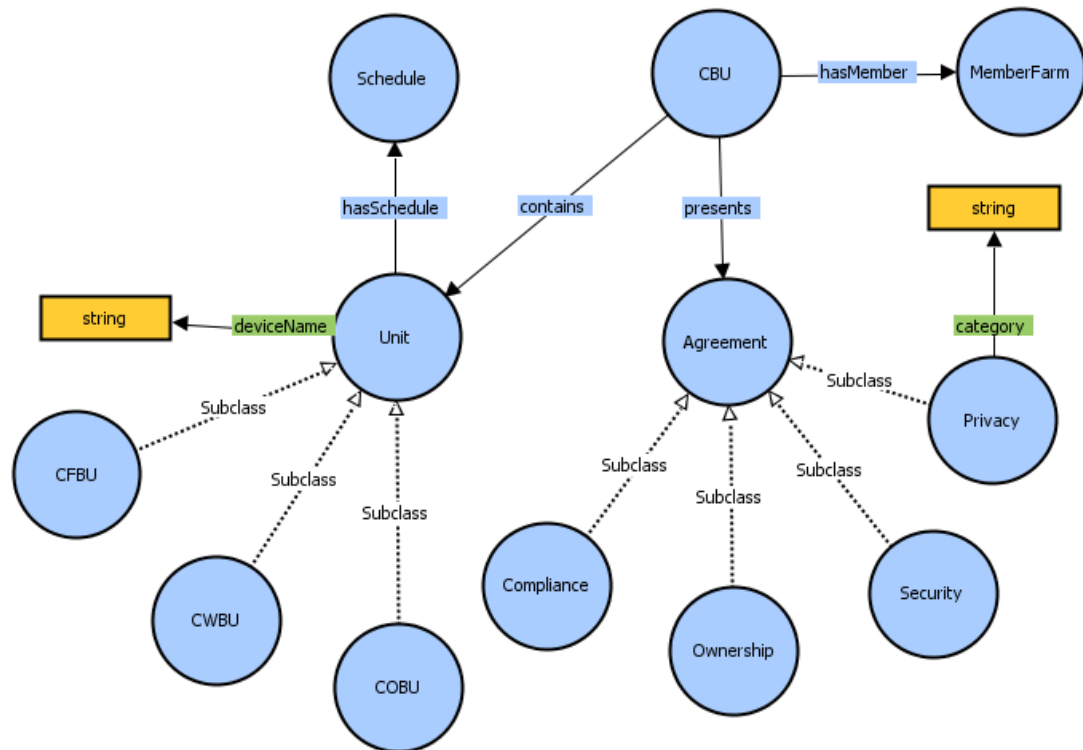 Schedule
CBU
hasMember
MemberFarm
hasSchedule
contains
presents
string
string
deviceName
Unit
Agreement
category
Subclass
Subclass
Privacy
CFBU
Subclass
Subclass
Subclass
Subclass
Subclass
Compliance
Security
CWBU
Ownership
COBU